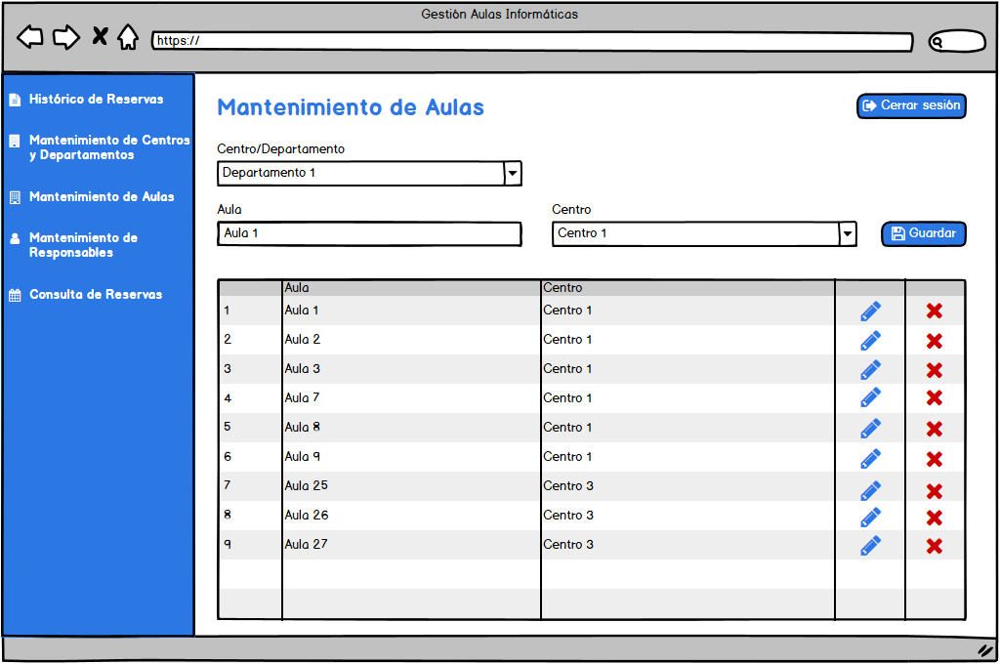 Gestión Aulas Informáticas
https://
Histórico de Reservas
Mantenimiento de Centros
y Departamentos
Mantenimiento de Aulas
Mantenimiento de
Responsables
Consulta de Reservas
Mantenimiento de Aulas
Cerrar sesión
Centro/Departamento
Departamento 1
Aula Centro
Aula 1 Centro 1 Guardar
Aula Centro
1 Aula 1 Centro 1
2 Aula 2 Centro 1
3 Aula 3 Centro 1
4 Aula 7 Centro 1
5 Aula 8 Centro 1
6 Aula 9 Centro 1
7 Aula 25 Centro 3
8 Aula 26 Centro 3
9 Aula 27 Centro 3